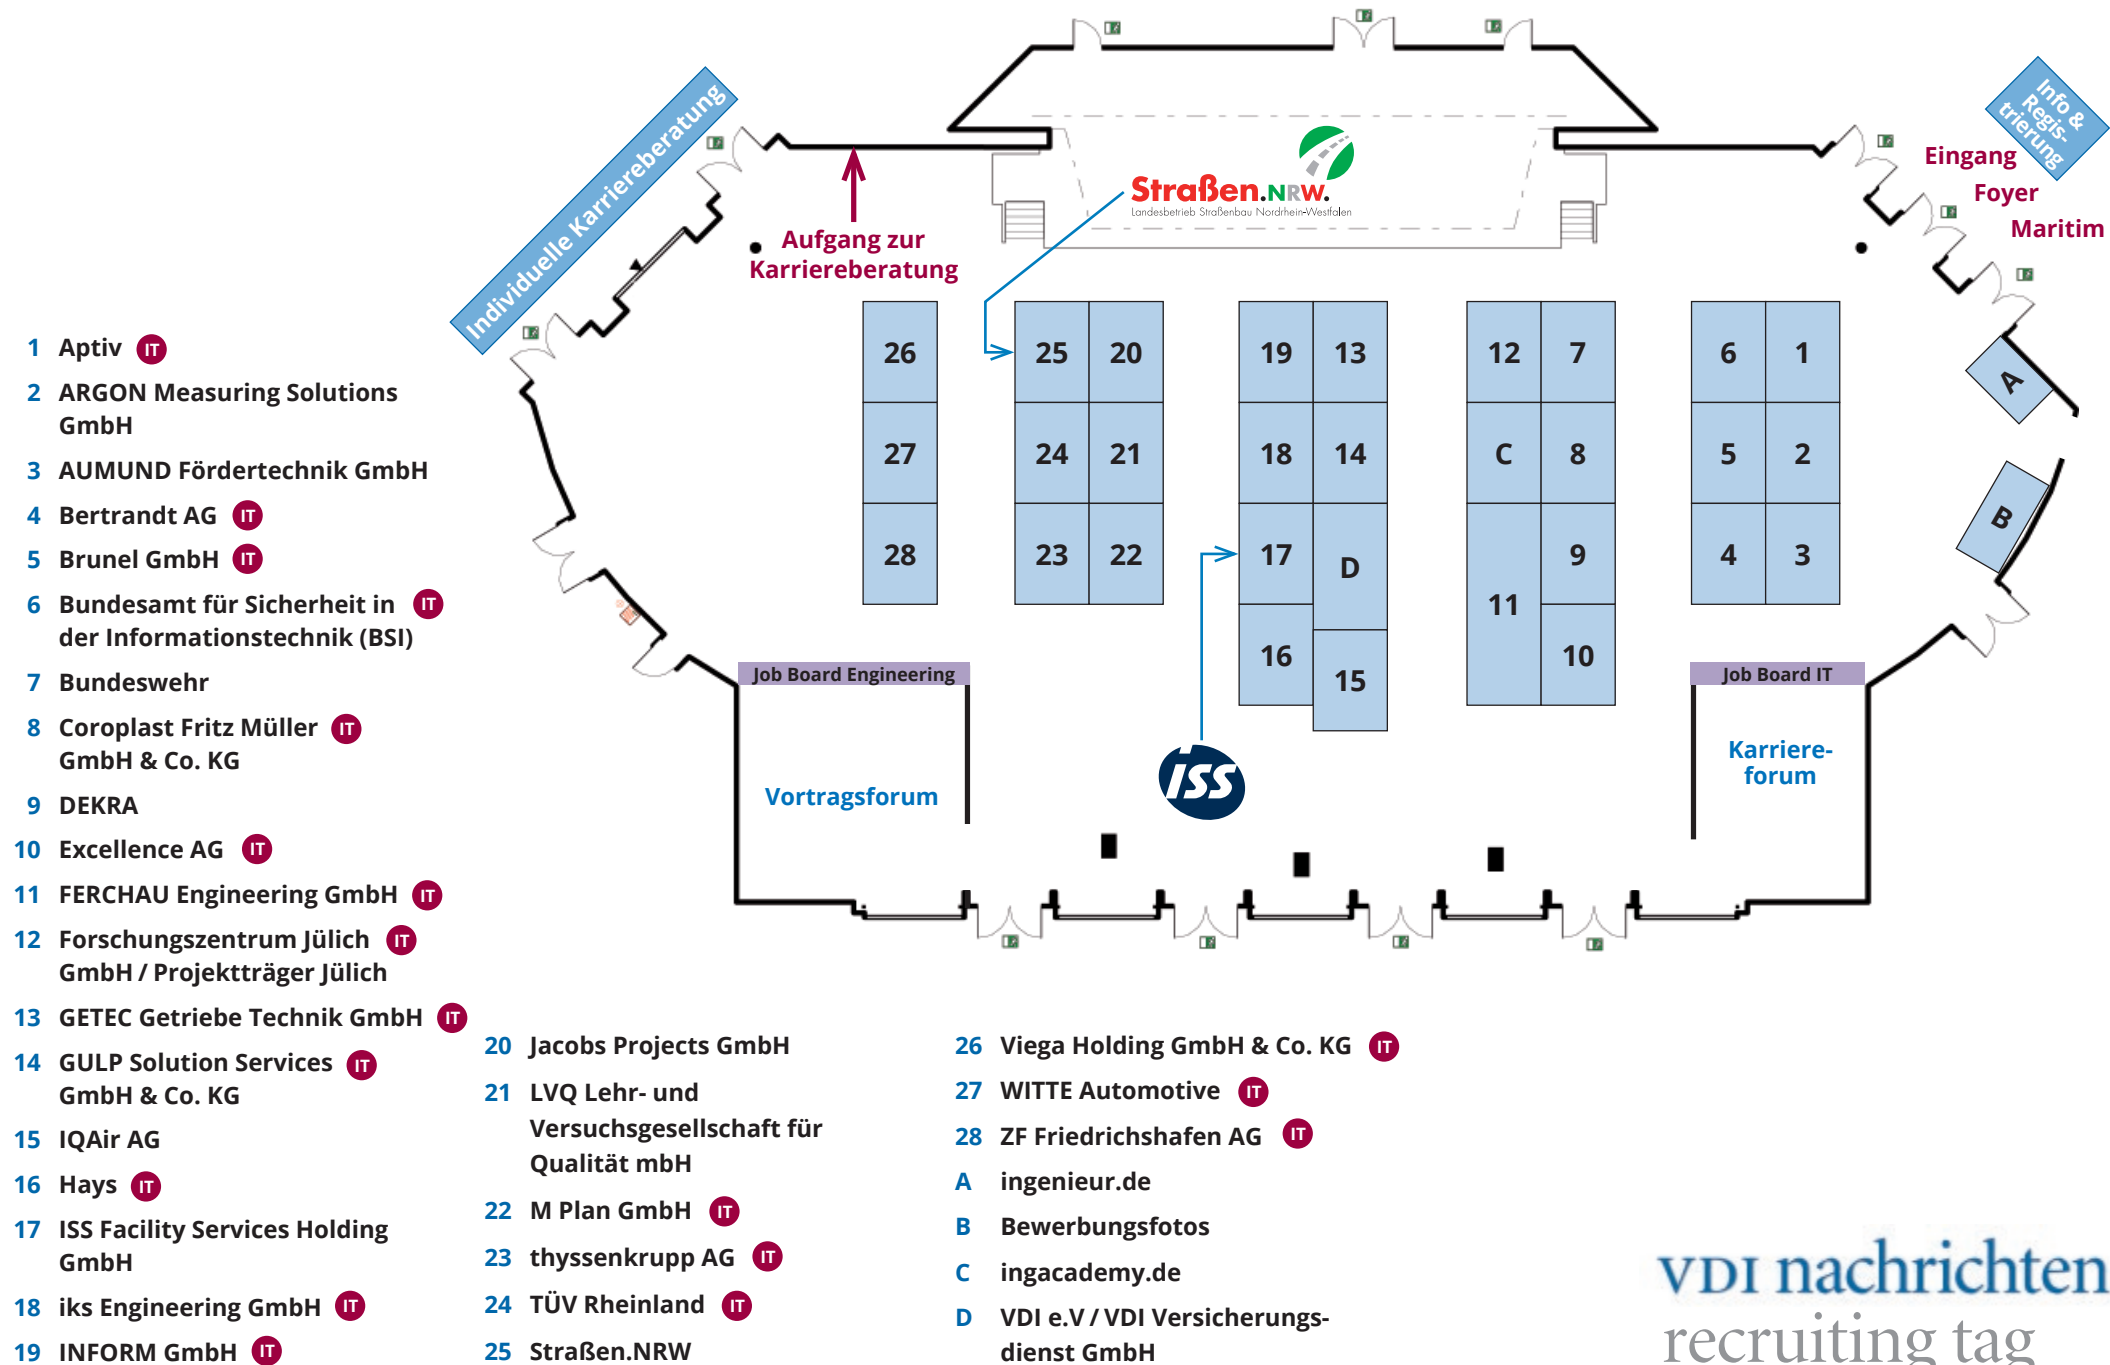 Individuelle Karriereberatung
Info &
Regis-
trierung
Eingang
Foyer
Maritim
Straßen.NRW.
Landesbetrieb Straßenbau Nordrhein-Westfalen
Aufgang zur
Karriereberatung
26 25 20 19 13 12 7 6 1 A
27 24 21 18 14 C 8 5 2 B
28 23 22 17 D 11 9 4 3
16 15 10
Job Board Engineering
Job Board IT
Vortragsforum
ISS
Karriere-
forum
1 Aptiv IT
2 ARGON Measuring Solutions
GmbH
3 AUMUND Fördertechnik GmbH
4 Bertrandt AG IT
5 Brunel GmbH IT
6 Bundesamt für Sicherheit in IT
der Informationstechnik (BSI)
7 Bundeswehr
8 Coroplast Fritz Müller IT
GmbH & Co. KG
9 DEKRA
10 Excellence AG IT
11 FERCHAU Engineering GmbH IT
12 Forschungszentrum Jülich IT
GmbH / Projektträger Jülich
13 GETEC Getriebe Technik GmbH IT
14 GULP Solution Services IT
GmbH & Co. KG
15 IQAir AG
16 Hays IT
17 ISS Facility Services Holding
GmbH
18 iks Engineering GmbH IT
19 INFORM GmbH IT
20 Jacobs Projects GmbH
21 LVQ Lehr- und
Versuchsgesellschaft für
Qualität mbH
22 M Plan GmbH IT
23 thyssenkrupp AG IT
24 TÜV Rheinland IT
25 Straßen.NRW
26 Viega Holding GmbH & Co. KG IT
27 WITTE Automotive IT
28 ZF Friedrichshafen AG IT
A ingenieur.de
B Bewerbungsfotos
C ingacademy.de
D VDI e.V / VDI Versicherungs-
dienst GmbH
VDI nachrichten
recruiting tag